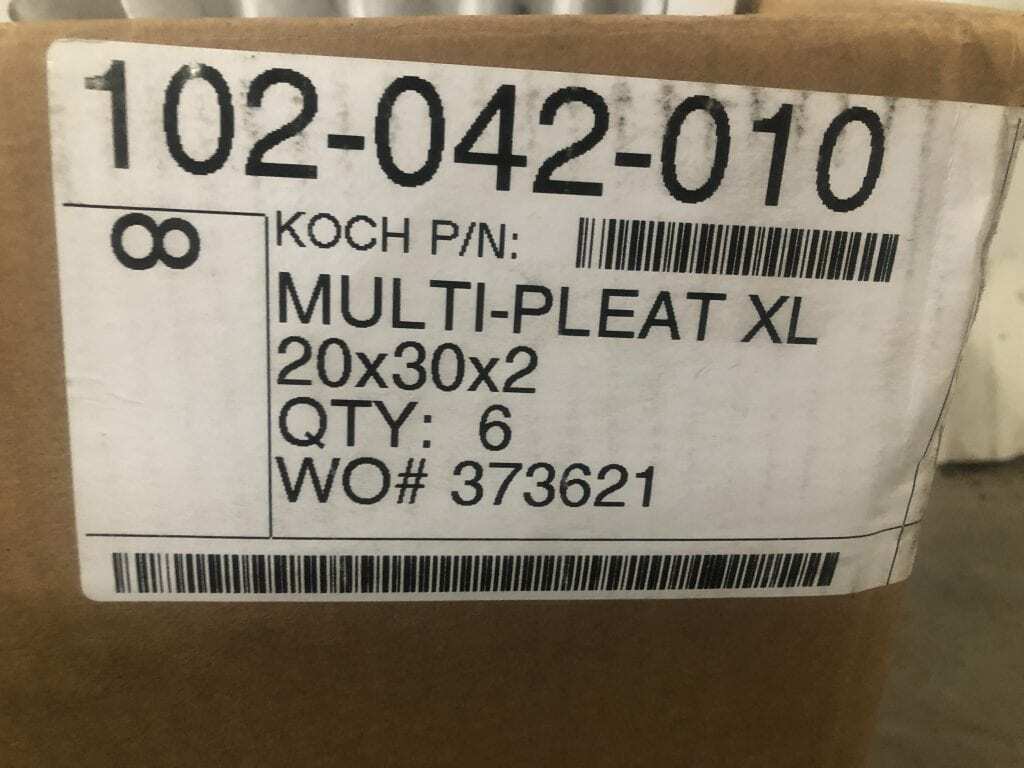 102-042-010
8
KOCH P/N:
MULTI-PLEAT XL
20x30x2
QTY: 6
WO# 373621